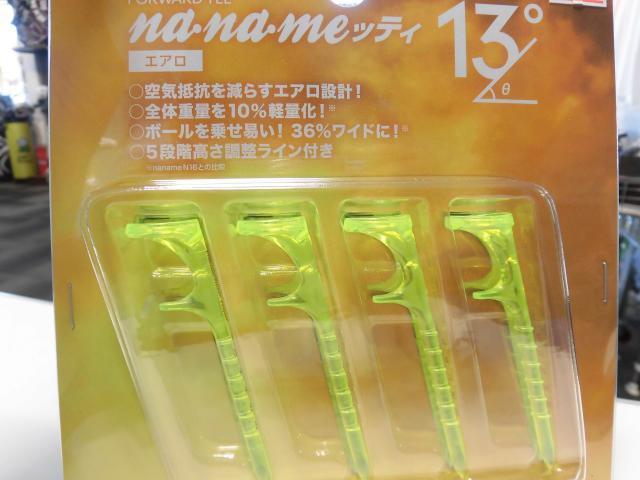 FORWARD TEE
na·na·meッティ
13°
θ
エアロ
○空気抵抗を減らすエアロ設計！
○全体重量を10%軽量化！※
○ボールを乗せ易い！36%ワイドに！※
○5段階高さ調整ライン付き
※naname N16との比較